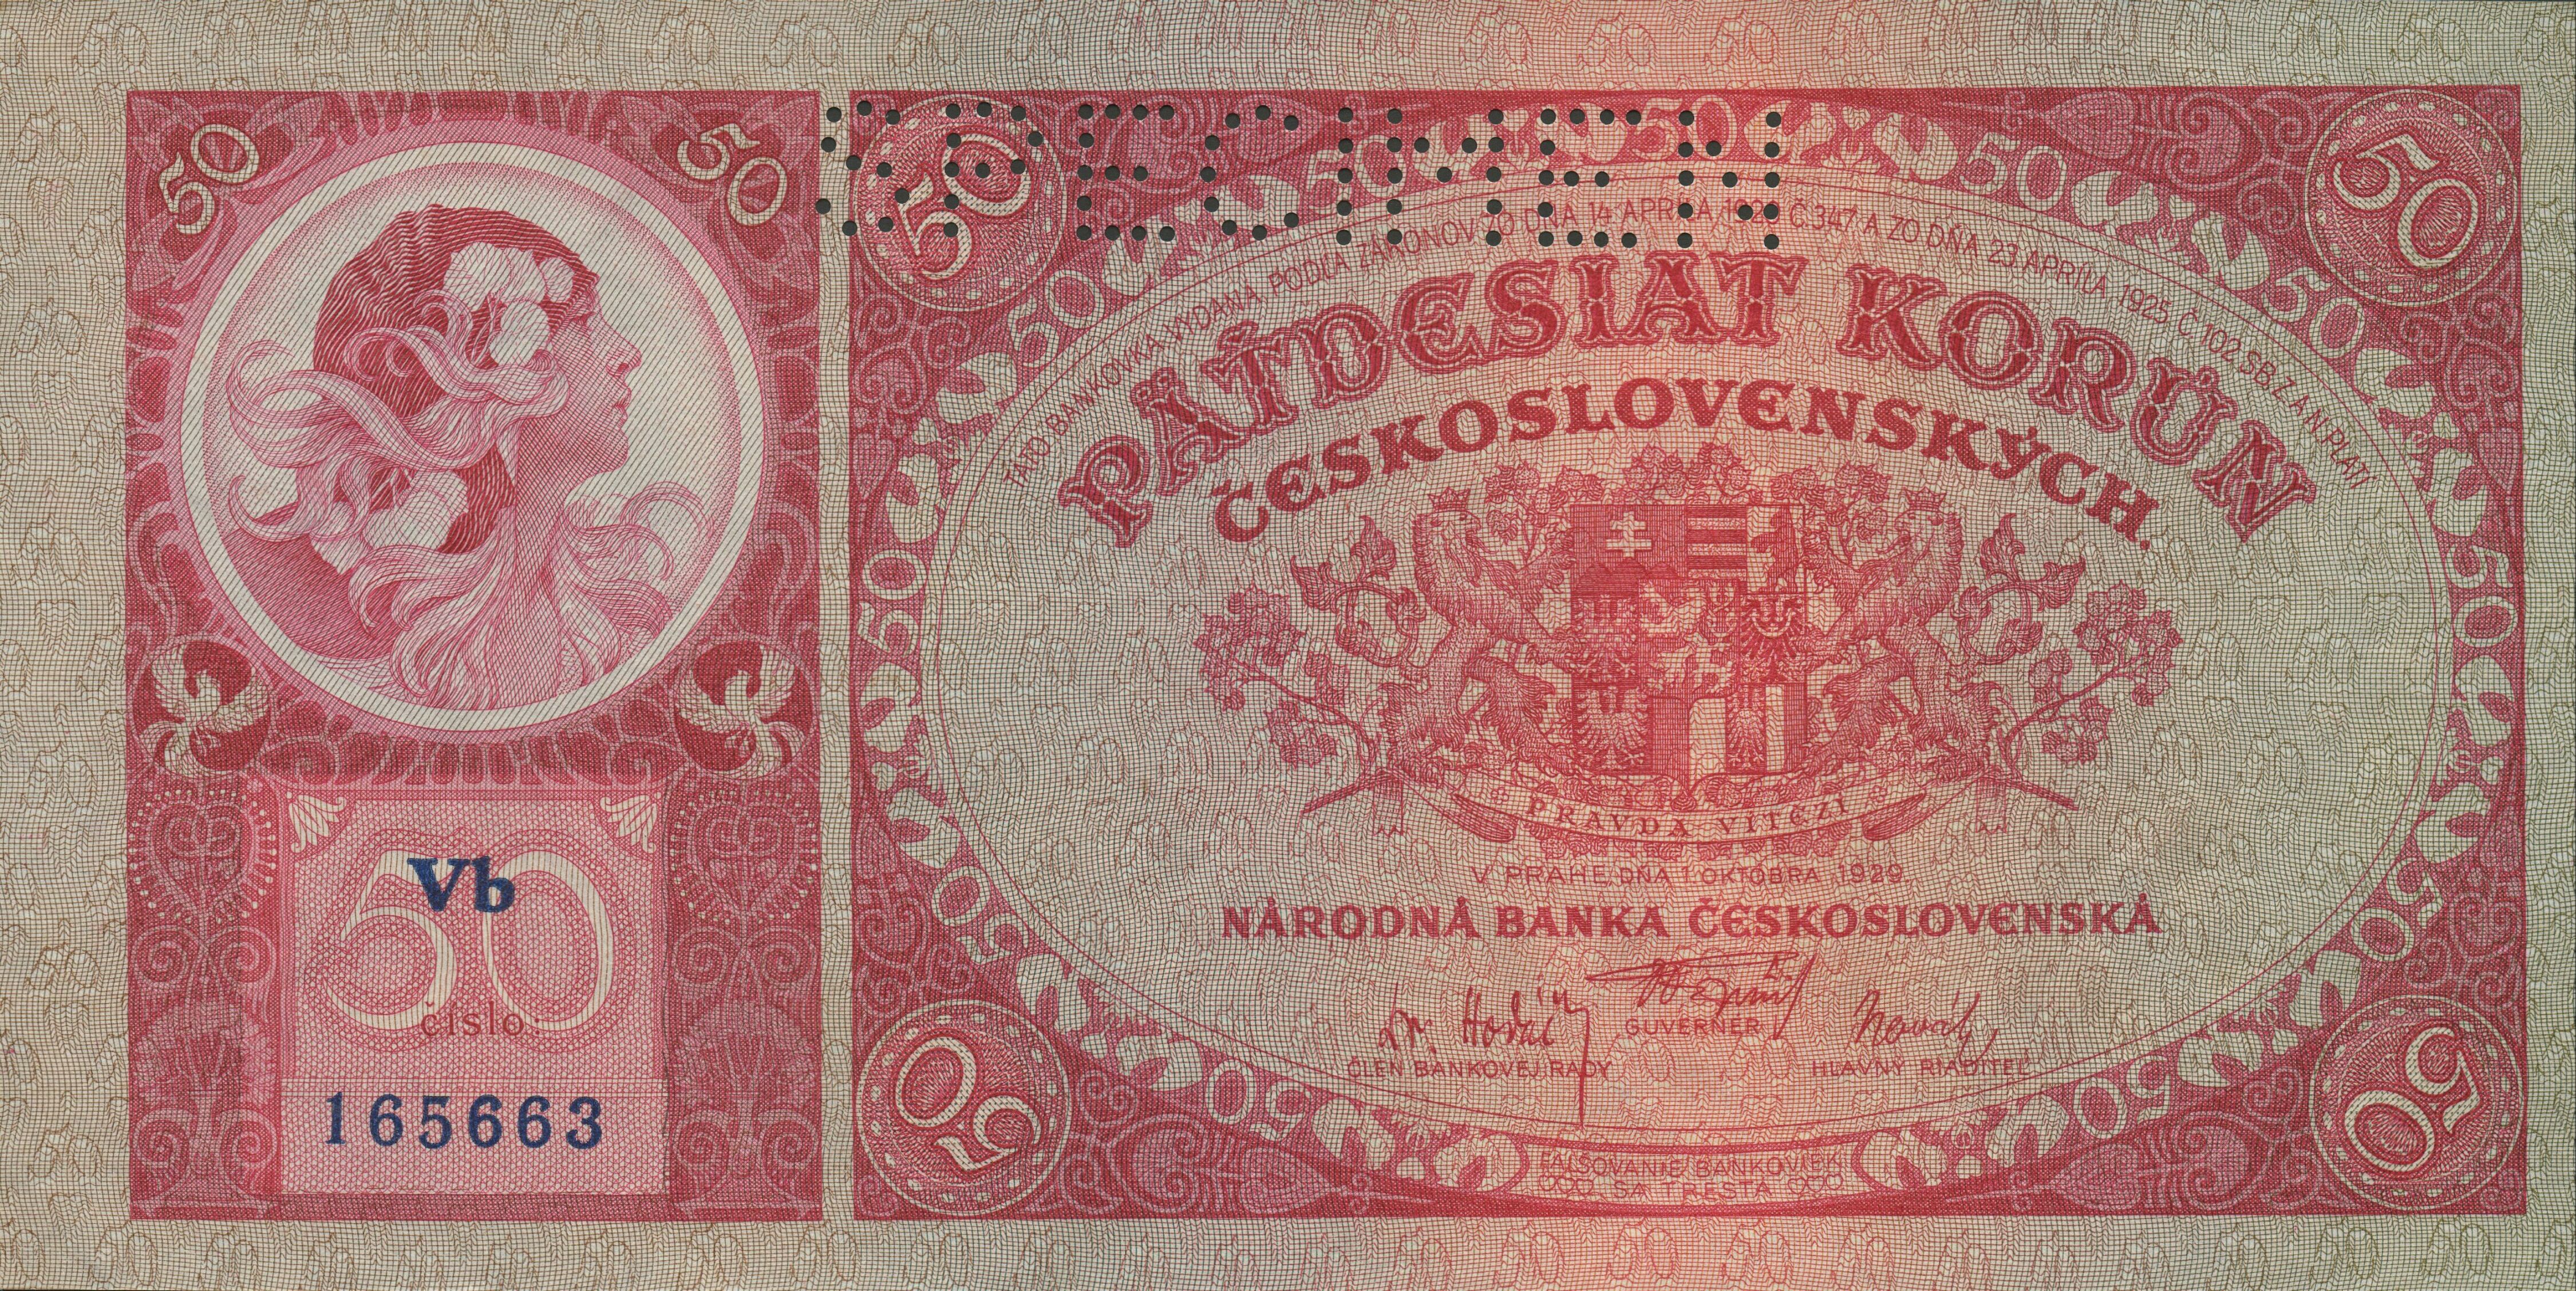 50
50
SPECIMEN
50
50
TÁTO BANKOVKA VYDANÁ PODĽA ZÁKONOV ZO DŇA 14. APRÍLA 1920 Č. 347 A ZO DŇA 23. APRÍLA 1925 Č. 102 SB. Z. A N. PLATÍ
PÄŤDESIAT KORÚN
ČESKOSLOVENSKÝCH.
PRAVDA VÍTĚZÍ
V PRAHE, DŇA 1. OKTÓBRA 1929.
NÁRODNÁ BANKA ČESKOSLOVENSKÁ
GUVERNÉR
ČLEN BANKOVEJ RADY
HLAVNÝ RIADITEĽ
FALŠOVANIE BANKOVIEK
SA TRESTÁ
50
50
50
Vb
číslo:
165663